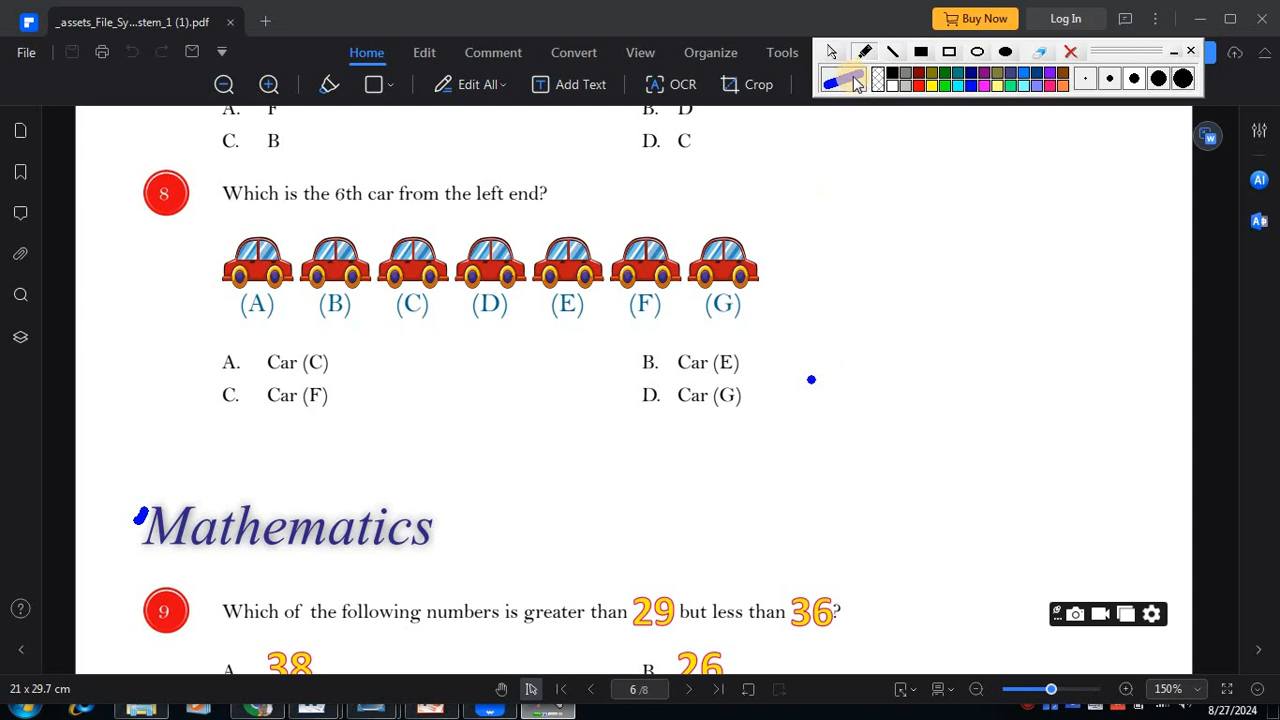 _assets_File_Sy...stem_1 (1).pdf
Buy Now
Log In
File
Home
Edit
Comment
Convert
View
Organize
Tools
Edit All
Add Text
OCR
Crop
A. F
B. D
C. B
D. C
8 Which is the 6th car from the left end?
(A) (B) (C) (D) (E) (F) (G)
A. Car (C)
B. Car (E)
C. Car (F)
D. Car (G)
Mathematics
9 Which of the following numbers is greater than 29 but less than 36?
A. 38
B. 26
21 x 29.7 cm
6 /8
150%
8/27/2024